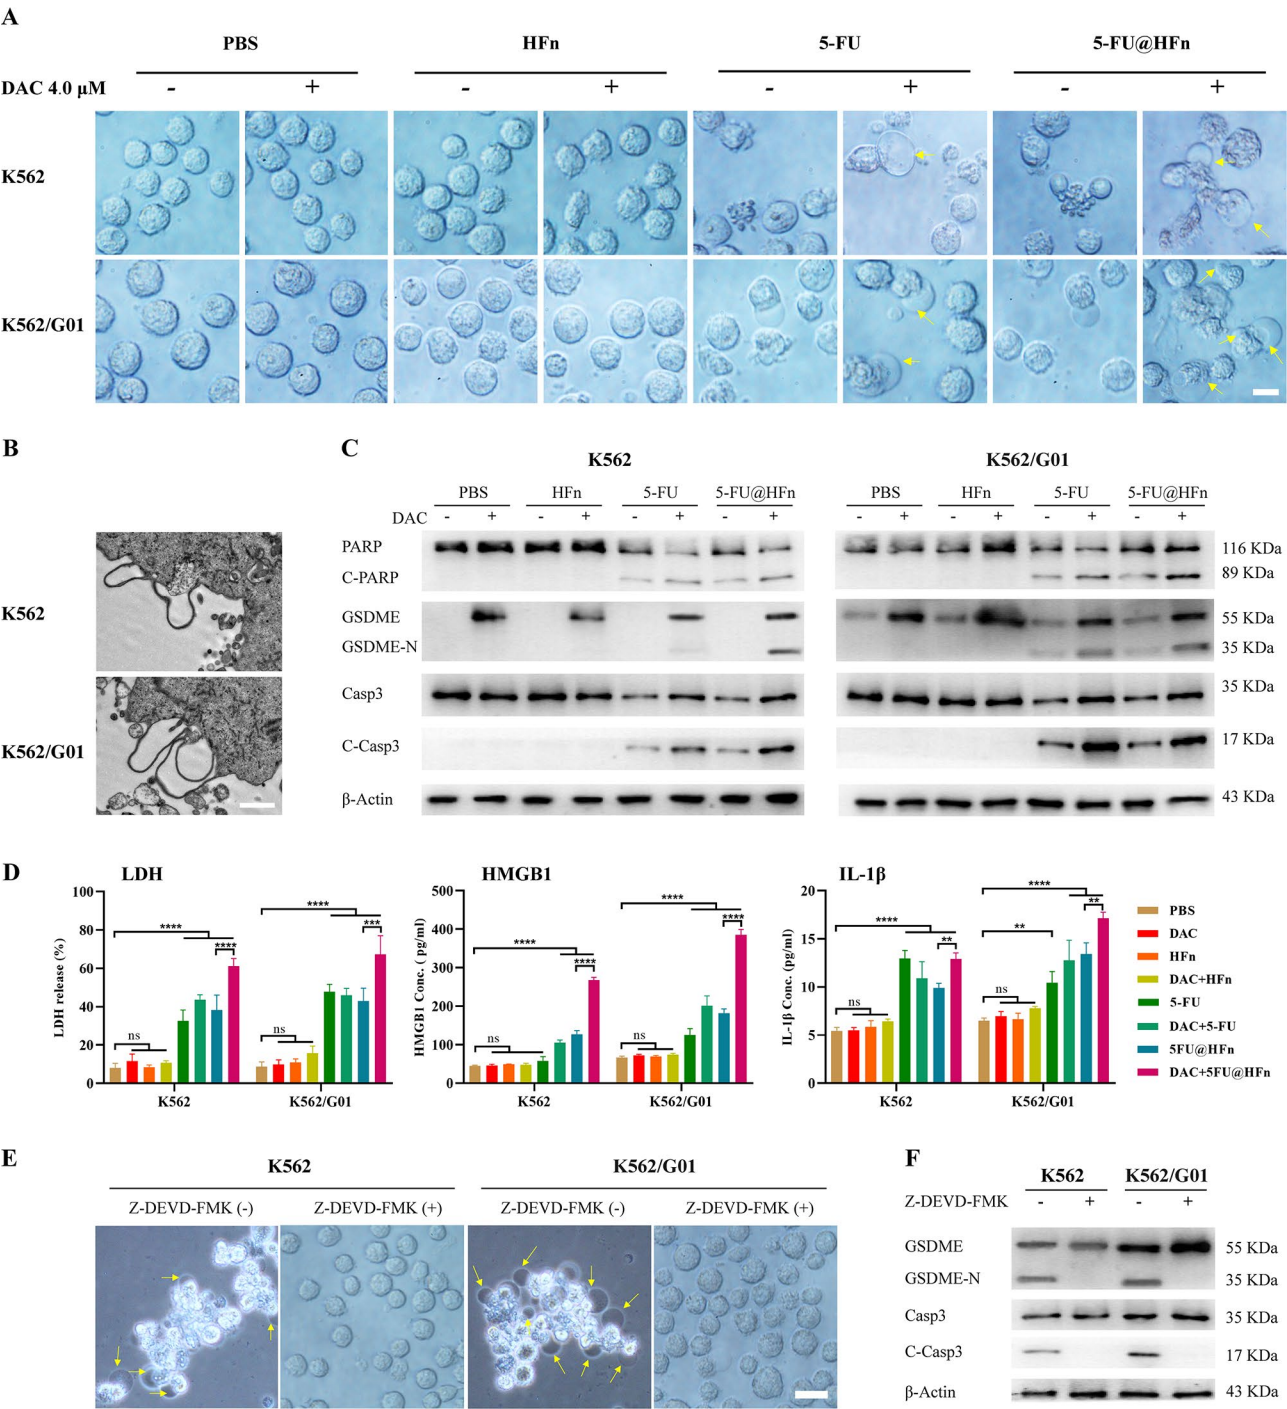 A
PBS HFn 5-FU 5-FU@HFn
DAC 4.0 μM - + - + - + - +
K562
K562/G01
B
K562
K562/G01
C
K562 K562/G01
PBS HFn 5-FU 5-FU@HFn PBS HFn 5-FU 5-FU@HFn
DAC - + - + - + - + - + - + - + - +
PARP 116 KDa
C-PARP 89 KDa
GSDME 55 KDa
GSDME-N 35 KDa
Casp3 35 KDa
C-Casp3 17 KDa
β-Actin 43 KDa
D
LDH
LDH release (%)
100
80
60
40
20
0
ns **** ****
ns **** ***
K562 K562/G01
HMGB1
HMGB1 Conc. ( pg/ml)
500
400
300
200
100
0
ns **** ****
ns **** ****
K562 K562/G01
IL-1β
IL-1β Conc. (pg/ml)
20
15
10
5
0
ns **** **
ns ** **** **
K562 K562/G01
PBS
DAC
HFn
DAC+HFn
5-FU
DAC+5-FU
5FU@HFn
DAC+5FU@HFn
E
K562 K562/G01
Z-DEVD-FMK (-) Z-DEVD-FMK (+) Z-DEVD-FMK (-) Z-DEVD-FMK (+)
F
K562 K562/G01
Z-DEVD-FMK - + - +
GSDME 55 KDa
GSDME-N 35 KDa
Casp3 35 KDa
C-Casp3 17 KDa
β-Actin 43 KDa